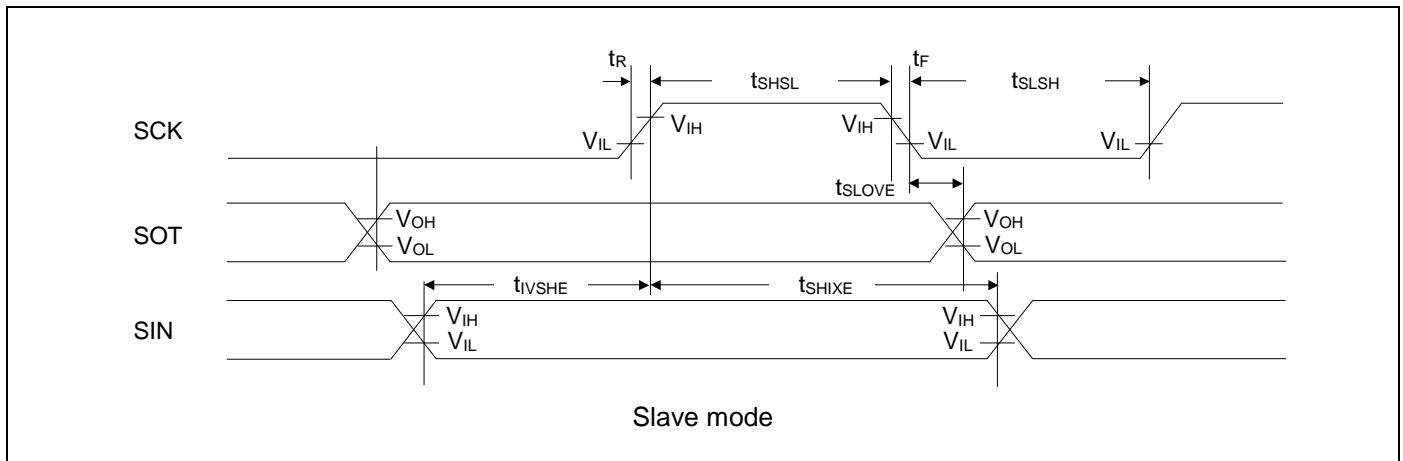 tR tF
tSHSL tSLSH
SCK VIL VIH VIH VIL VIL
tSLOVE
SOT VOH VOL VOH VOL
tIVSHE tSHIXE
SIN VIH VIL VIH VIL
Slave mode